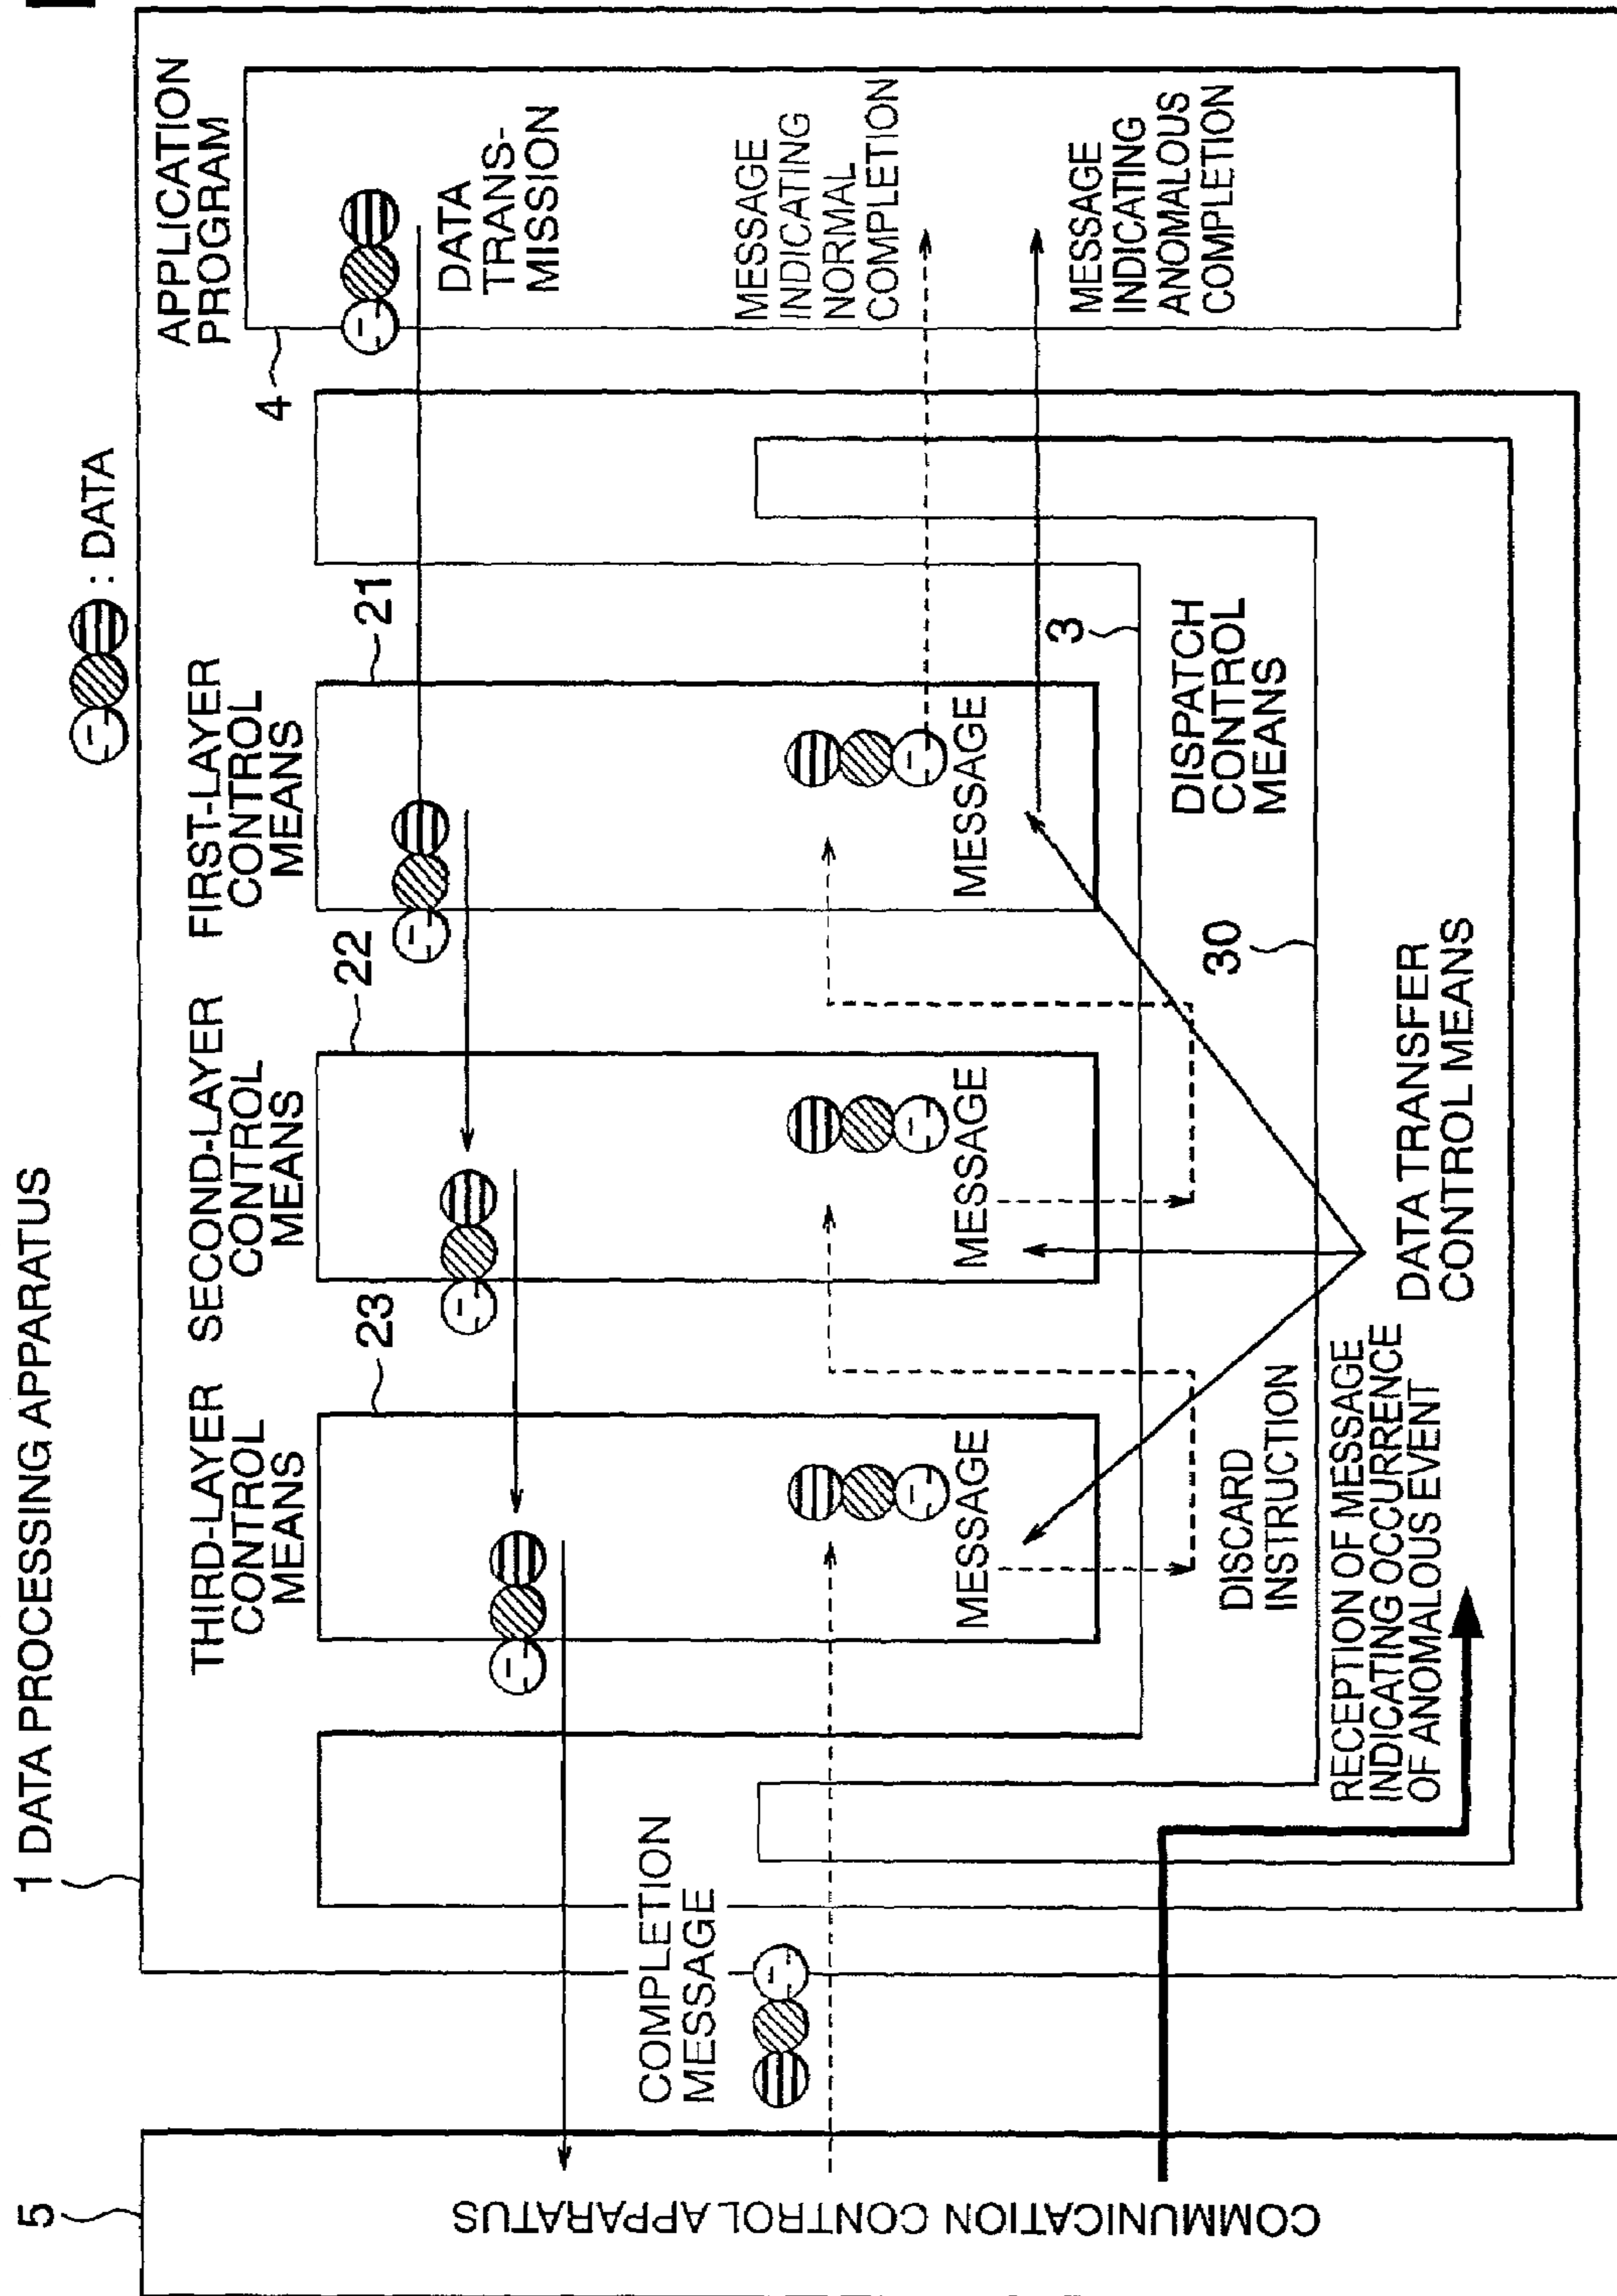 1 DATA PROCESSING APPARATUS
: DATA
5
COMMUNICATION CONTROL APPARATUS
COMPLETION
MESSAGE
THIRD-LAYER
CONTROL
MEANS
23
SECOND-LAYER
CONTROL
MEANS
22
FIRST-LAYER
CONTROL
MEANS
21
APPLICATION
PROGRAM
4
DATA
TRANS-
MISSION
MESSAGE
INDICATING
NORMAL
COMPLETION
MESSAGE
INDICATING
ANOMALOUS
COMPLETION
MESSAGE
MESSAGE
MESSAGE
3
DISPATCH
CONTROL
MEANS
DISCARD
INSTRUCTION
30
RECEPTION OF MESSAGE
INDICATING OCCURRENCE
OF ANOMALOUS EVENT
DATA TRANSFER
CONTROL MEANS